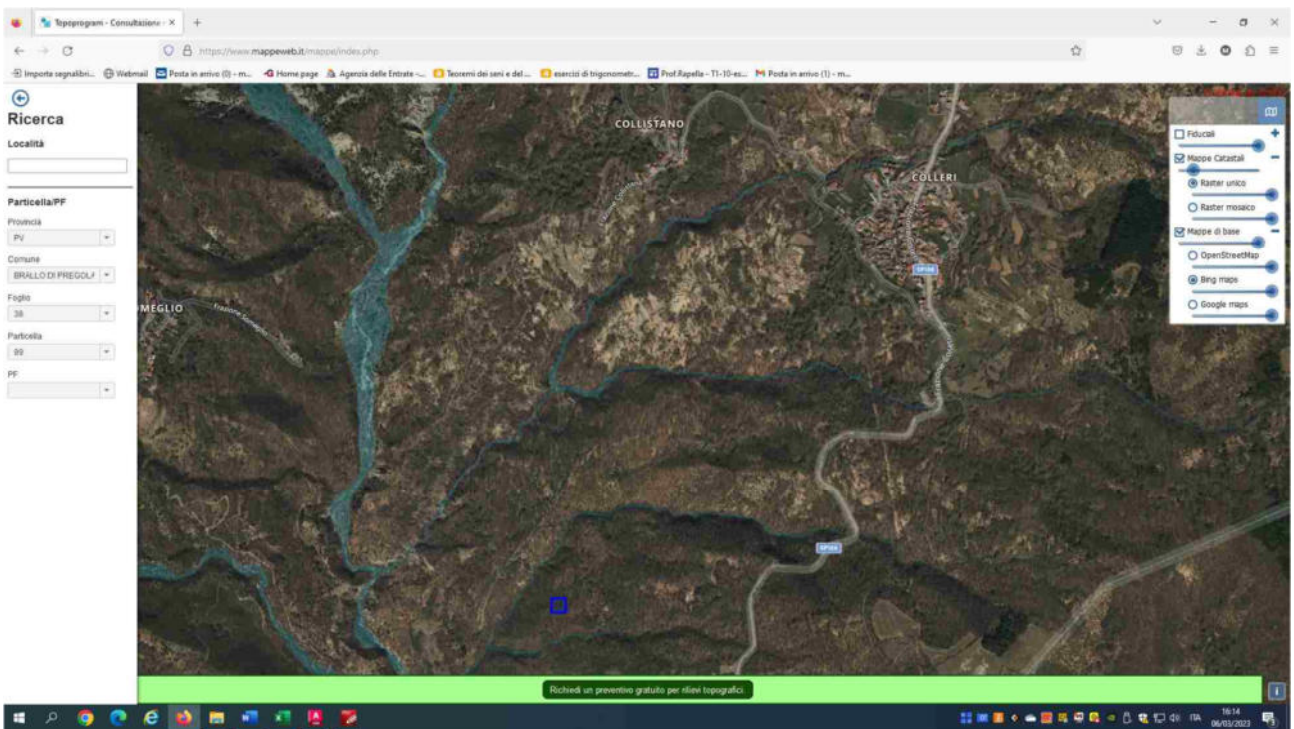 Topoprogram - Consultazione
https://www.mappeweb.it/mappe/index.php
Importa segnalibri...
Webmail
Posta in arrivo (0) - m...
Home page
Agenzia delle Entrate -...
Teoremi dei seni e del ...
esercizi di trigonometr...
Prof.Rapella - T1-10-es...
Posta in arrivo (1) - m...
Ricerca
Località
Particella/PF
Provincia
PV
Comune
BRALLO DI PREGOLA
Foglio
38
Particella
99
PF
COLLISTANO
COLLERI
OMEGLIO
SP186
Fiduciali
Mappe Catastali
Raster unico
Raster mosaico
Mappe di base
OpenStreetMap
Bing maps
Google maps
Richiedi un preventivo gratuito per rilievi topografici.
ITA
16:14
06/03/2023